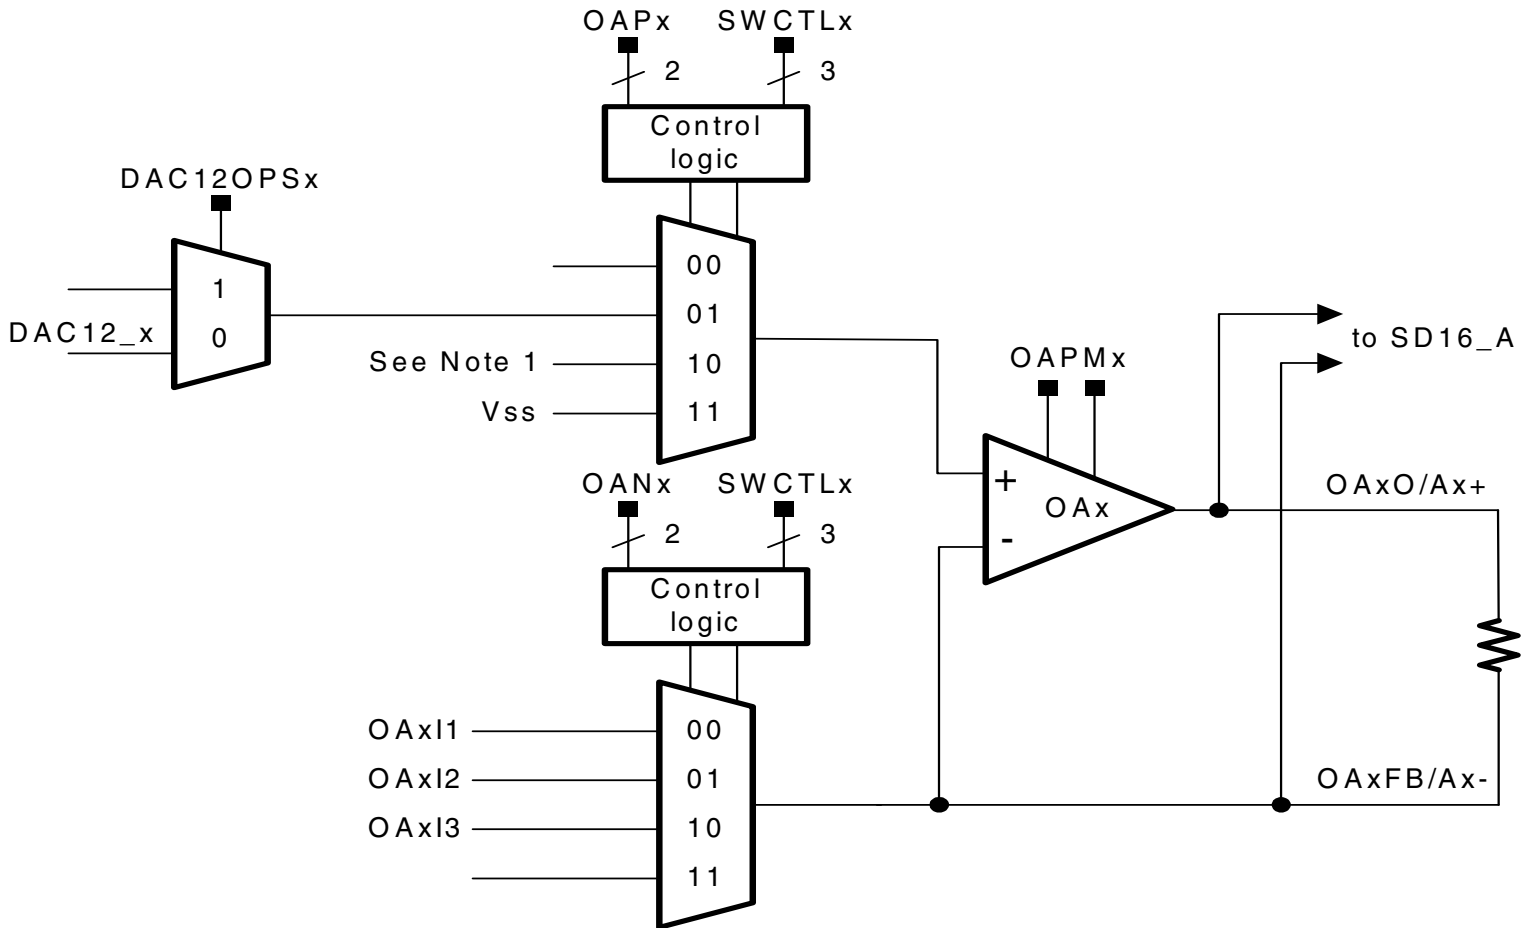 OAPx SWCTLx
2 3
Control
logic
DAC12OPSx
1
DAC12_x 0
00
01
See Note 1 10
Vss 11
OAPMx
to SD16_A
+
OAx
-
OAxO/Ax+
OANx SWCTLx
2 3
Control
logic
OAxI1 00
OAxI2 01
OAxI3 10
11
OAxFB/Ax-